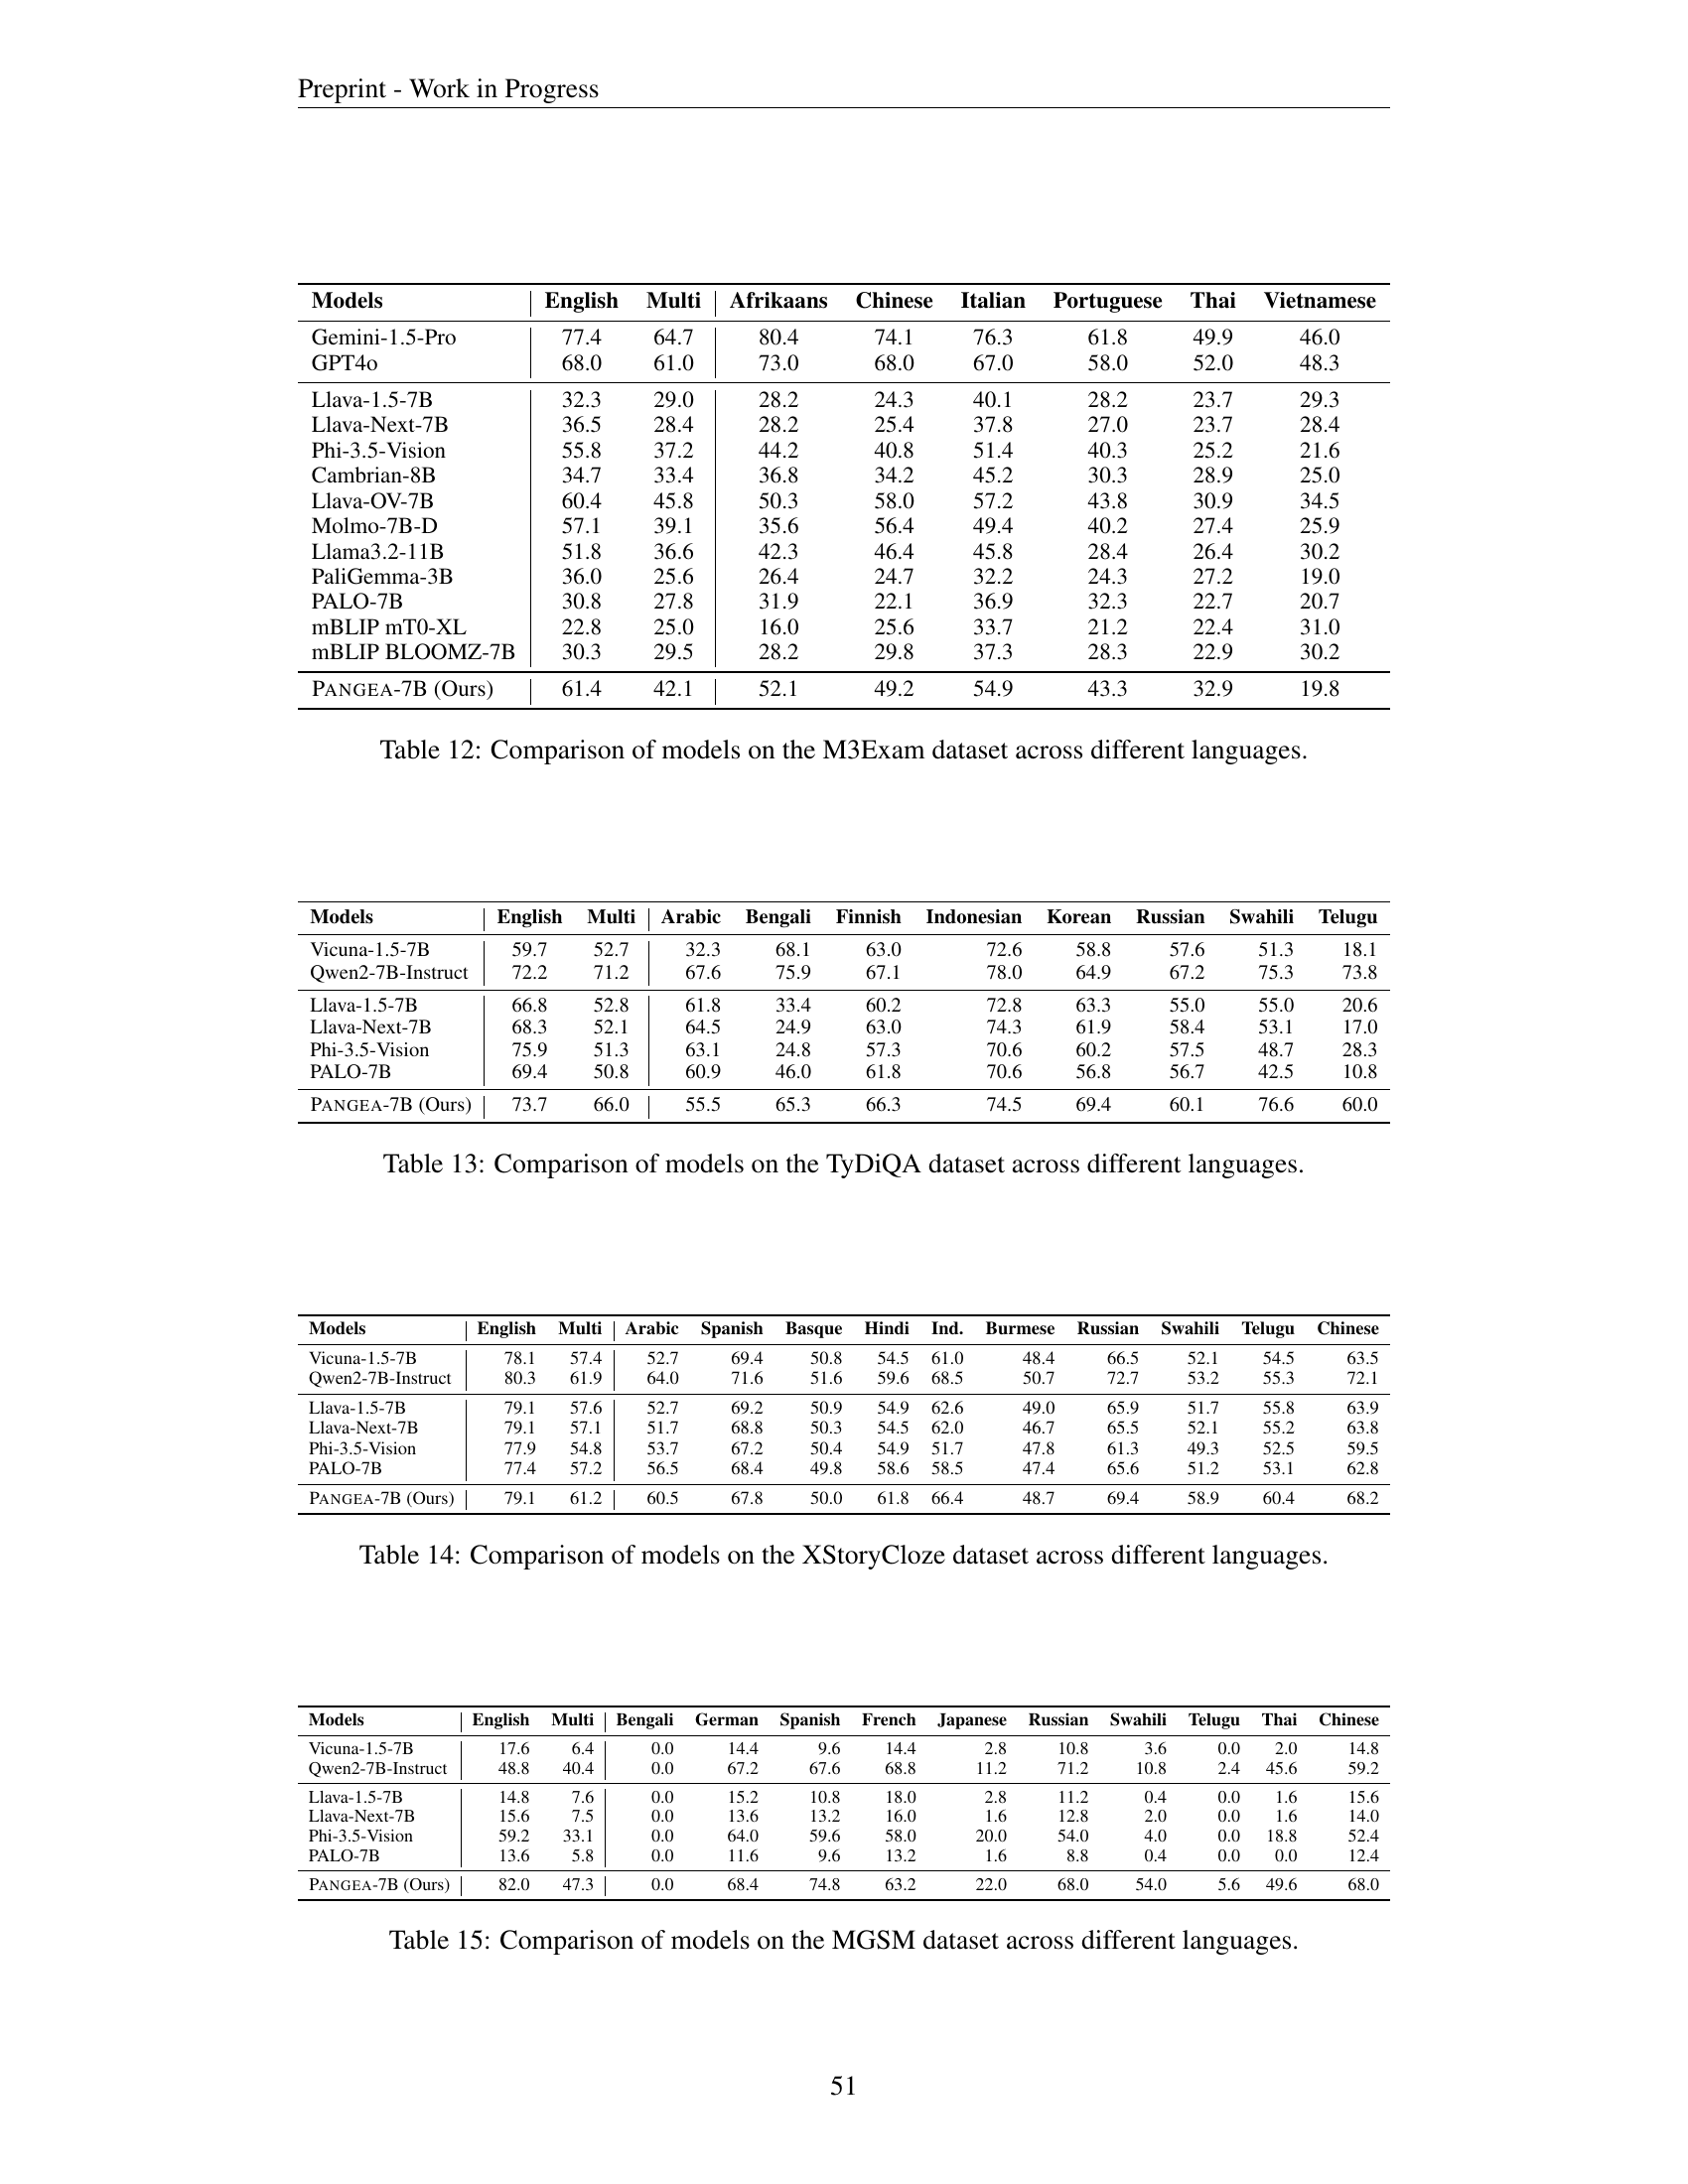 Preprint - Work in Progress
Models English Multi Afrikaans Chinese Italian Portuguese Thai Vietnamese
Gemini-1.5-Pro 77.4 64.7 80.4 74.1 76.3 61.8 49.9 46.0
GPT4o 68.0 61.0 73.0 68.0 67.0 58.0 52.0 48.3
Llava-1.5-7B 32.3 29.0 28.2 24.3 40.1 28.2 23.7 29.3
Llava-Next-7B 36.5 28.4 28.2 25.4 37.8 27.0 23.7 28.4
Phi-3.5-Vision 55.8 37.2 44.2 40.8 51.4 40.3 25.2 21.6
Cambrian-8B 34.7 33.4 36.8 34.2 45.2 30.3 28.9 25.0
Llava-OV-7B 60.4 45.8 50.3 58.0 57.2 43.8 30.9 34.5
Molmo-7B-D 57.1 39.1 35.6 56.4 49.4 40.2 27.4 25.9
Llama3.2-11B 51.8 36.6 42.3 46.4 45.8 28.4 26.4 30.2
PaliGemma-3B 36.0 25.6 26.4 24.7 32.2 24.3 27.2 19.0
PALO-7B 30.8 27.8 31.9 22.1 36.9 32.3 22.7 20.7
mBLIP mT0-XL 22.8 25.0 16.0 25.6 33.7 21.2 22.4 31.0
mBLIP BLOOMZ-7B 30.3 29.5 28.2 29.8 37.3 28.3 22.9 30.2
PANGEA-7B (Ours) 61.4 42.1 52.1 49.2 54.9 43.3 32.9 19.8
Table 12: Comparison of models on the M3Exam dataset across different languages.
Models English Multi Arabic Bengali Finnish Indonesian Korean Russian Swahili Telugu
Vicuna-1.5-7B 59.7 52.7 32.3 68.1 63.0 72.6 58.8 57.6 51.3 18.1
Qwen2-7B-Instruct 72.2 71.2 67.6 75.9 67.1 78.0 64.9 67.2 75.3 73.8
Llava-1.5-7B 66.8 52.8 61.8 33.4 60.2 72.8 63.3 55.0 55.0 20.6
Llava-Next-7B 68.3 52.1 64.5 24.9 63.0 74.3 61.9 58.4 53.1 17.0
Phi-3.5-Vision 75.9 51.3 63.1 24.8 57.3 70.6 60.2 57.5 48.7 28.3
PALO-7B 69.4 50.8 60.9 46.0 61.8 70.6 56.8 56.7 42.5 10.8
PANGEA-7B (Ours) 73.7 66.0 55.5 65.3 66.3 74.5 69.4 60.1 76.6 60.0
Table 13: Comparison of models on the TyDiQA dataset across different languages.
Models English Multi Arabic Spanish Basque Hindi Ind. Burmese Russian Swahili Telugu Chinese
Vicuna-1.5-7B 78.1 57.4 52.7 69.4 50.8 54.5 61.0 48.4 66.5 52.1 54.5 63.5
Qwen2-7B-Instruct 80.3 61.9 64.0 71.6 51.6 59.6 68.5 50.7 72.7 53.2 55.3 72.1
Llava-1.5-7B 79.1 57.6 52.7 69.2 50.9 54.9 62.6 49.0 65.9 51.7 55.8 63.9
Llava-Next-7B 79.1 57.1 51.7 68.8 50.3 54.5 62.0 46.7 65.5 52.1 55.2 63.8
Phi-3.5-Vision 77.9 54.8 53.7 67.2 50.4 54.9 51.7 47.8 61.3 49.3 52.5 59.5
PALO-7B 77.4 57.2 56.5 68.4 49.8 58.6 58.5 47.4 65.6 51.2 53.1 62.8
PANGEA-7B (Ours) 79.1 61.2 60.5 67.8 50.0 61.8 66.4 48.7 69.4 58.9 60.4 68.2
Table 14: Comparison of models on the XStoryCloze dataset across different languages.
Models English Multi Bengali German Spanish French Japanese Russian Swahili Telugu Thai Chinese
Vicuna-1.5-7B 17.6 6.4 0.0 14.4 9.6 14.4 2.8 10.8 3.6 0.0 2.0 14.8
Qwen2-7B-Instruct 48.8 40.4 0.0 67.2 67.6 68.8 11.2 71.2 10.8 2.4 45.6 59.2
Llava-1.5-7B 14.8 7.6 0.0 15.2 10.8 18.0 2.8 11.2 0.4 0.0 1.6 15.6
Llava-Next-7B 15.6 7.5 0.0 13.6 13.2 16.0 1.6 12.8 2.0 0.0 1.6 14.0
Phi-3.5-Vision 59.2 33.1 0.0 64.0 59.6 58.0 20.0 54.0 4.0 0.0 18.8 52.4
PALO-7B 13.6 5.8 0.0 11.6 9.6 13.2 1.6 8.8 0.4 0.0 0.0 12.4
PANGEA-7B (Ours) 82.0 47.3 0.0 68.4 74.8 63.2 22.0 68.0 54.0 5.6 49.6 68.0
Table 15: Comparison of models on the MGSM dataset across different languages.
51